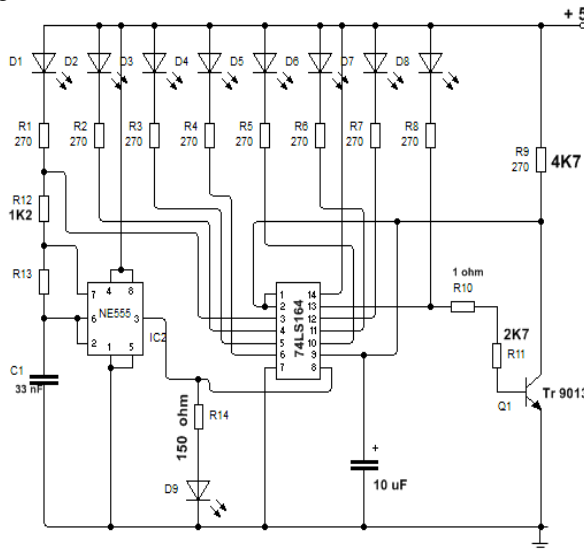 + 5
D1 D2 D3 D4 D5 D6 D7 D8
R1 270
R2 270
R3 270
R4 270
R5 270
R6 270
R7 270
R8 270
R9 270
4K7
R12
1K2
R13
1 ohm
R10
4 8
7
NE555
6 3
IC2
2
1 5
1 14
2 13
3 12
4 11
5 10
6 9
7 8
74LS164
2K7
R11
C1
33 nF
Q1
Tr 9013
R14
150 ohm
D9
+
10 uF